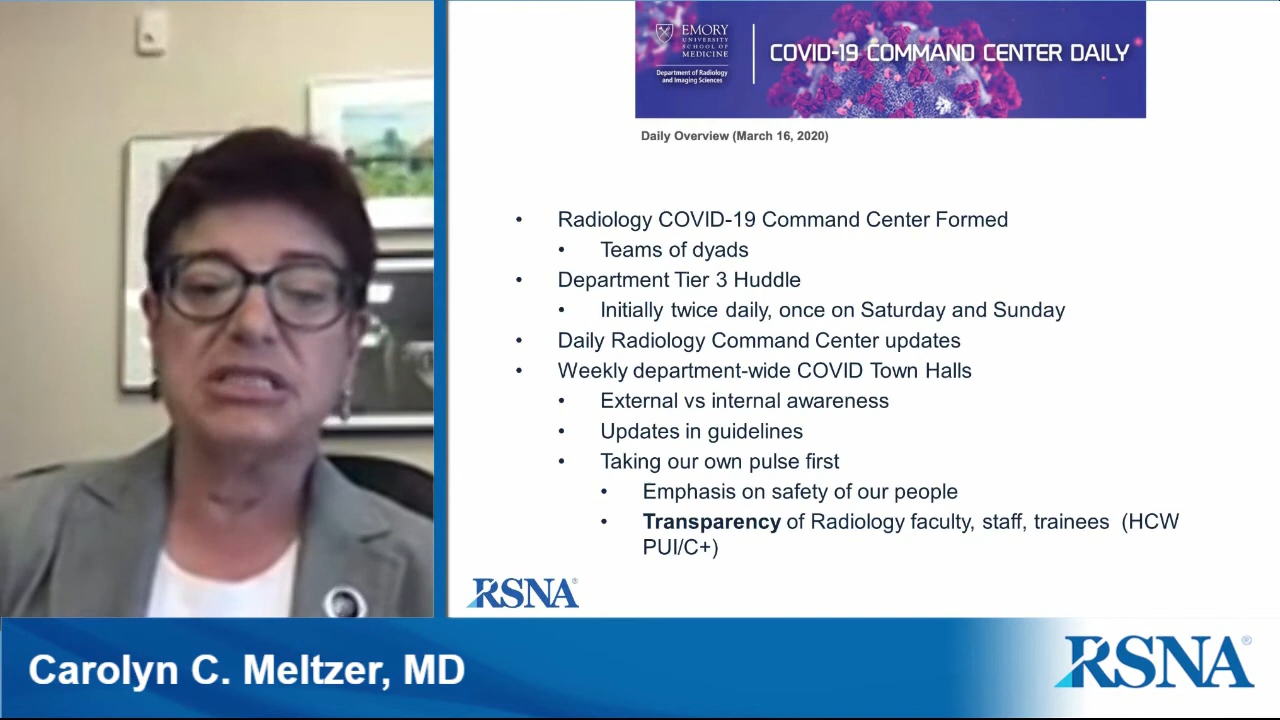 EMORY
UNIVERSITY
SCHOOL OF
MEDICINE
Department of Radiology
and Imaging Sciences
COVID-19 COMMAND CENTER DAILY
Daily Overview (March 16, 2020)
• Radiology COVID-19 Command Center Formed
• Teams of dyads
• Department Tier 3 Huddle
• Initially twice daily, once on Saturday and Sunday
• Daily Radiology Command Center updates
• Weekly department-wide COVID Town Halls
• External vs internal awareness
• Updates in guidelines
• Taking our own pulse first
• Emphasis on safety of our people
• Transparency of Radiology faculty, staff, trainees (HCW
PUI/C+)
RSNA®
Carolyn C. Meltzer, MD
RSNA®